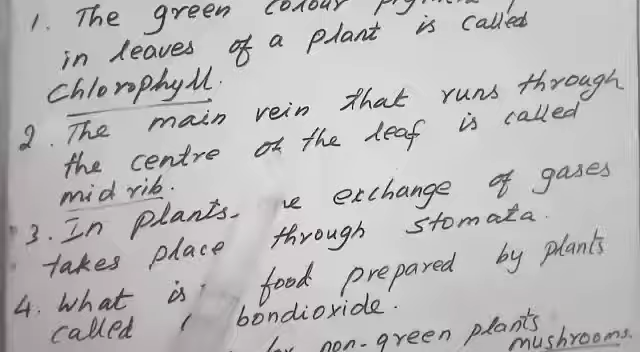 1. The green colour
in leaves of a plant is called
Chlorophyll.
2. The main vein that runs through
the centre of the leaf is called
mid rib.
3. In plants exchange of gases
takes place through stomata.
4. What is food prepared by plants
called bondioxide.
by non-green plants
mushrooms.